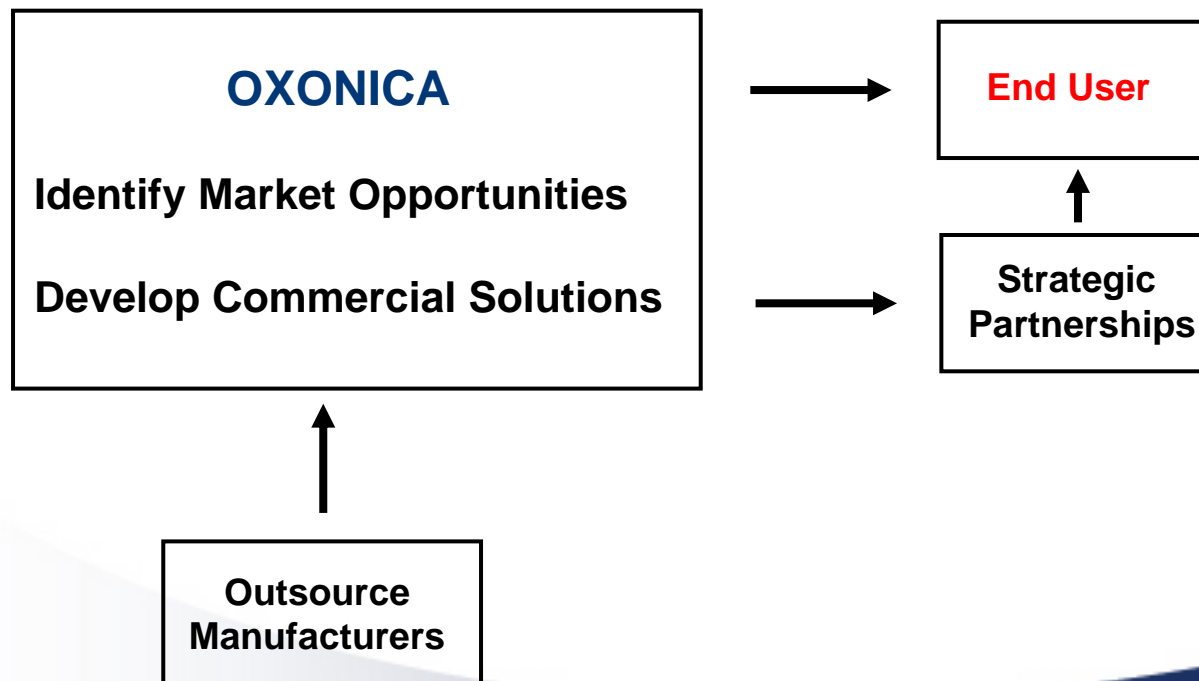 OXONICA
Identify Market Opportunities
Develop Commercial Solutions
End User
Strategic
Partnerships
Outsource
Manufacturers